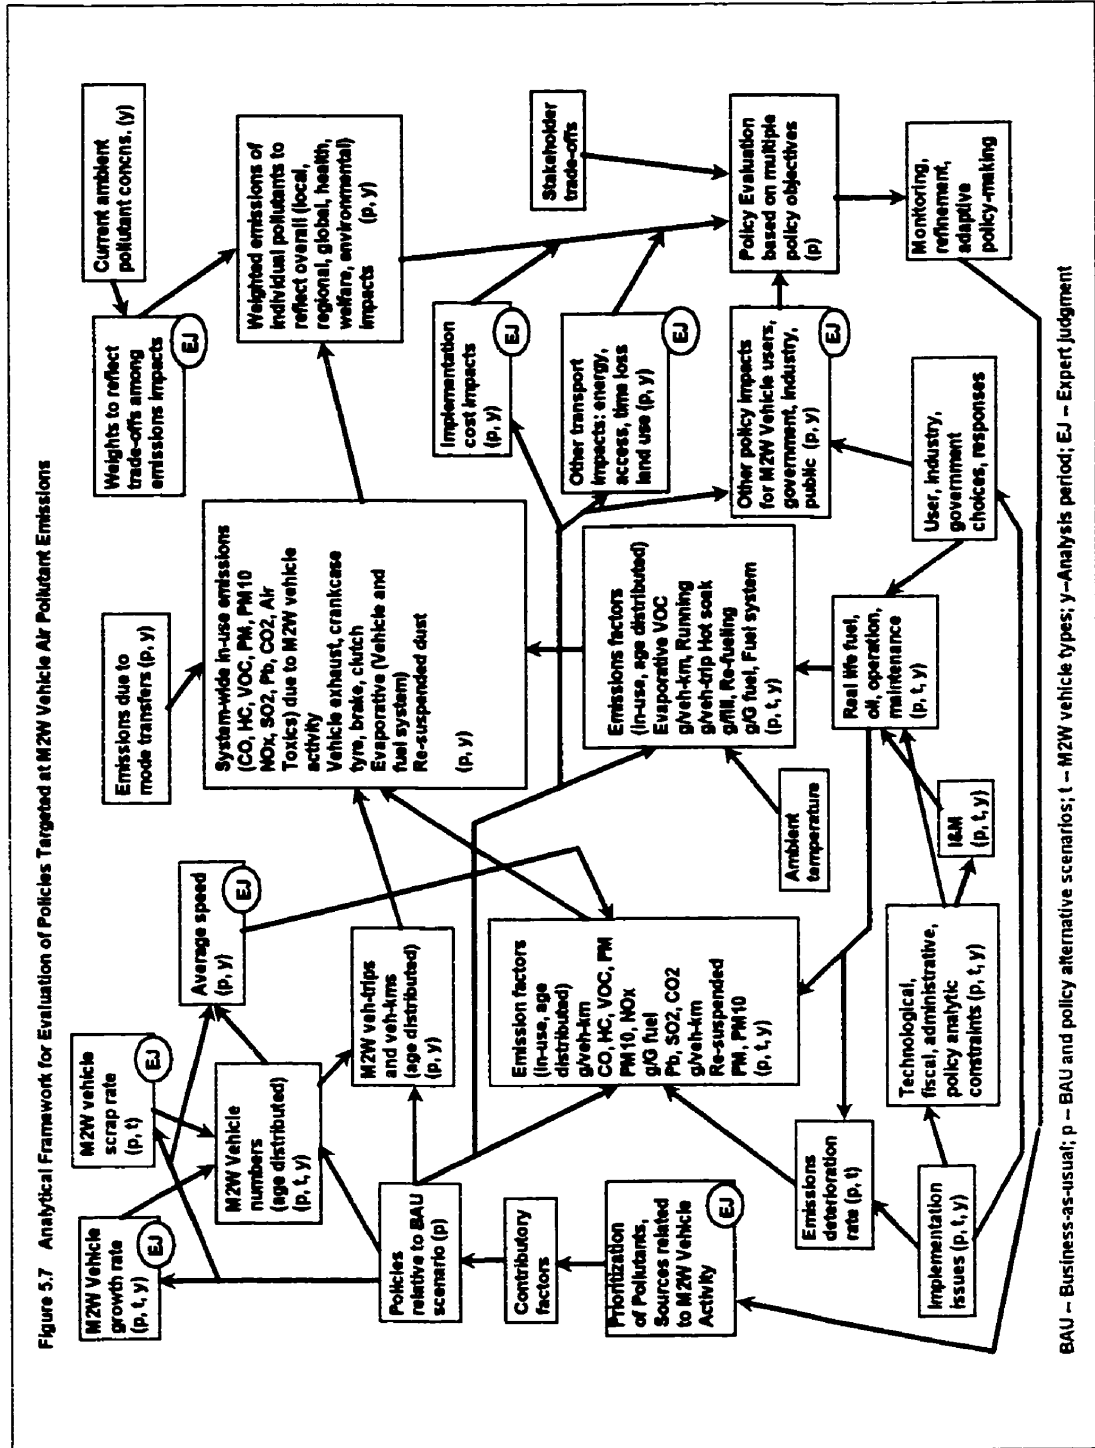 Figure 5.7 Analytical Framework for Evaluation of Policies Targeted at M2W Vehicle Air Pollutant Emissions
M2W Vehicle
growth rate
(p, t, y)
EJ
M2W vehicle
scrap rate
(p, t)
EJ
Average speed
(p, y)
EJ
Emissions due to
mode transfers (p, y)
Weights to reflect
trade-offs among
emissions impacts
EJ
Current ambient
pollutant concns. (y)
M2W Vehicle
numbers
(age distributed)
(p, t, y)
M2W veh-trips
and veh-kms
(age distributed)
(p, y)
System-wide in-use emissions
(CO, HC, VOC, PM, PM10
NOx, SO2, Pb, CO2, Air
Toxics) due to M2W vehicle
activity
Vehicle exhaust, crankcase
tyre, brake, clutch
Evaporative (Vehicle and
fuel system)
Re-suspended dust
(p, y)
Weighted emissions of
individual pollutants to
reflect overall (local,
regional, global, health,
welfare, environmental)
impacts (p, y)
Policies
relative to BAU
scenario (p)
Implementation
cost impacts
(p, y)
EJ
Stakeholder
trade-offs
Contributory
factors
Emission factors
(in-use, age
distributed)
g/veh-km
CO, HC, VOC, PM
PM10, NOx
g/G fuel
Pb, SO2, CO2
g/veh-km
Re-suspended
PM, PM10
(p, t, y)
Emissions factors
(in-use, age distributed)
Evaporative VOC
g/veh-km, Running
g/veh-trip Hot soak
g/fill, Re-fueling
g/G fuel, Fuel system
(p, t, y)
Other transport
impacts: energy,
access, time loss
land use (p, y)
EJ
Prioritization
of Pollutants,
Sources related
to M2W Vehicle
Activity
EJ
Ambient
temperature
Other policy impacts
for M2W Vehicle users,
government, industry,
public (p, y)
EJ
Policy Evaluation
based on multiple
policy objectives
(p)
Emissions
deterioration
rate (p, t)
Real life fuel,
oil, operation,
maintenance
(p, t, y)
Implementation
issues (p, t, y)
Technological,
fiscal, administrative,
policy analytic
constraints (p, t, y)
I&M
(p, t, y)
User, industry,
government
choices, responses
Monitoring,
refinement,
adaptive
policy-making
BAU – Business-as-usual; p – BAU and policy alternative scenarios; t – M2W vehicle types; y–Analysis period; EJ – Expert judgment